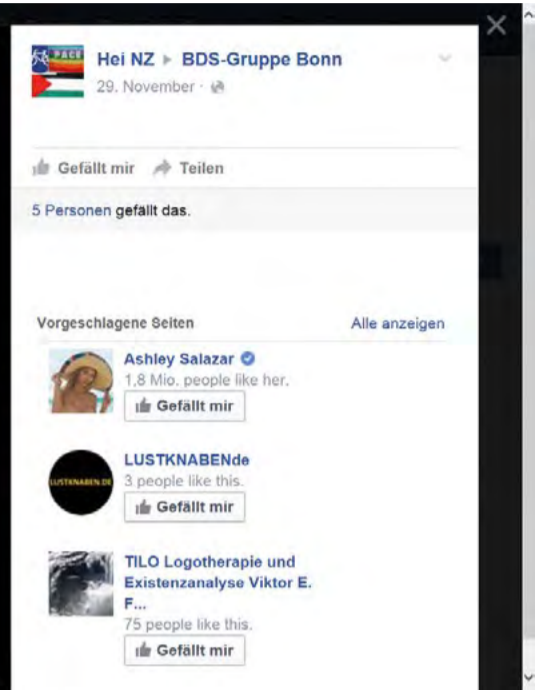 PACE
Hei NZ ▸ BDS-Gruppe Bonn
29. November ·
Gefällt mir Teilen
5 Personen gefällt das.
Vorgeschlagene Seiten Alle anzeigen
Ashley Salazar
1,8 Mio. people like her.
Gefällt mir
LUSTKNABEN.DE
LUSTKNABENde
3 people like this.
Gefällt mir
TILO Logotherapie und
Existenzanalyse Viktor E.
F...
75 people like this.
Gefällt mir